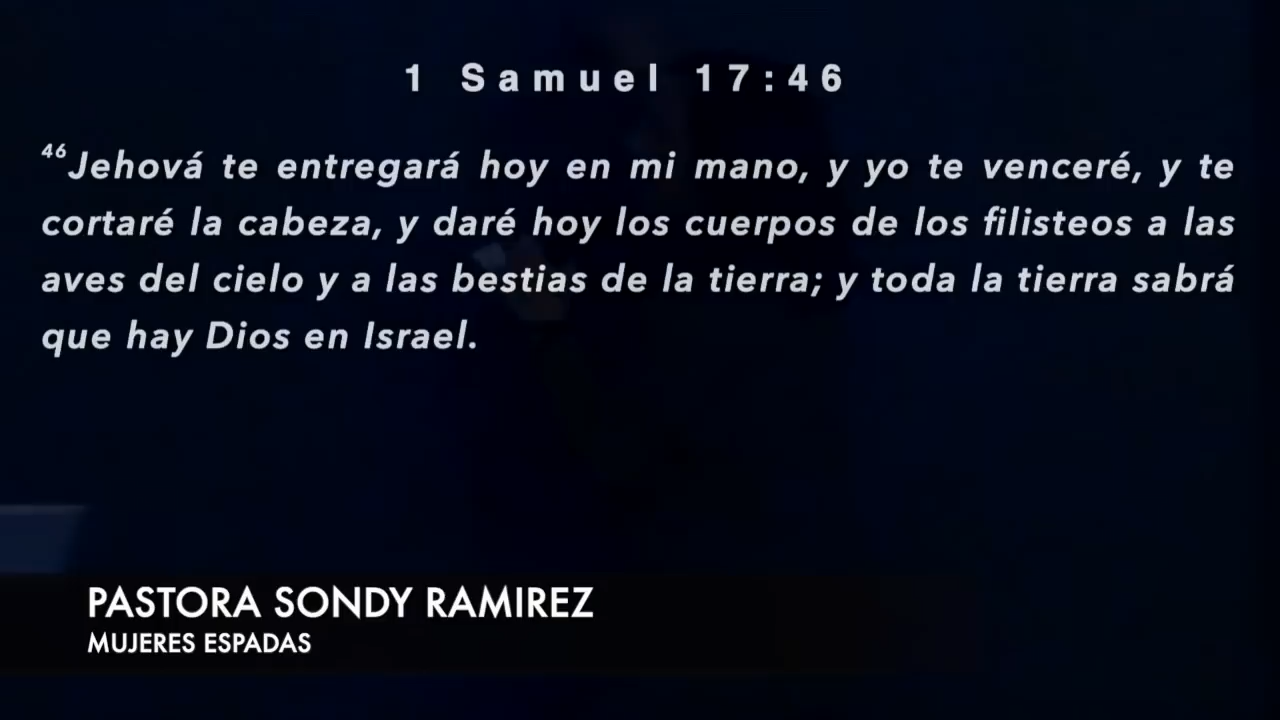 1 Samuel 17:46
46Jehová te entregará hoy en mi mano, y yo te venceré, y te
cortaré la cabeza, y daré hoy los cuerpos de los filisteos a las
aves del cielo y a las bestias de la tierra; y toda la tierra sabrá
que hay Dios en Israel.
PASTORA SONDY RAMIREZ
MUJERES ESPADAS